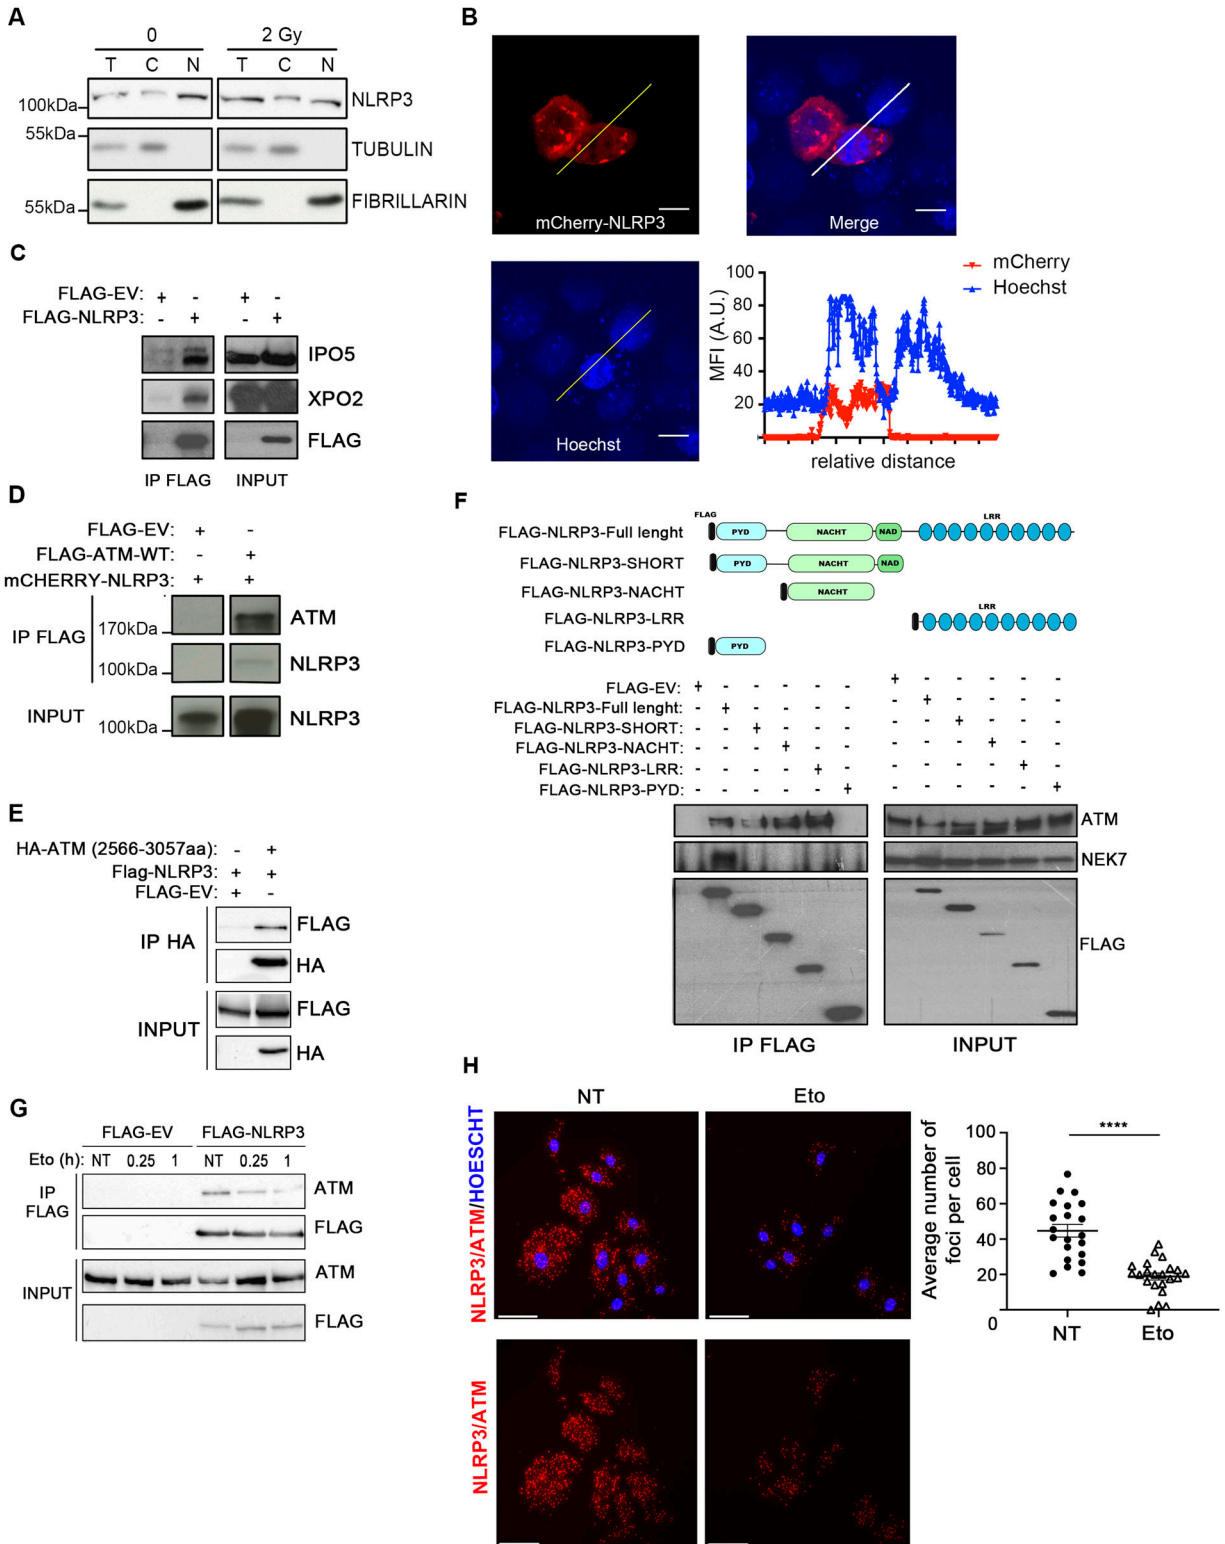 A
0
2 Gy
T C N T C N
100kDa
NLRP3
55kDa
TUBULIN
55kDa
FIBRILLARIN
B
mCherry-NLRP3
Merge
Hoechst
mCherry
Hoechst
MFI (A.U.)
100
80
60
40
20
relative distance
C
FLAG-EV: + - + -
FLAG-NLRP3: - + - +
IPO5
XPO2
FLAG
IP FLAG
INPUT
D
FLAG-EV: + -
FLAG-ATM-WT: - +
mCHERRY-NLRP3: + +
IP FLAG
170kDa
ATM
100kDa
NLRP3
INPUT
100kDa
NLRP3
E
HA-ATM (2566-3057aa): - +
Flag-NLRP3: + +
FLAG-EV: + -
IP HA
FLAG
HA
INPUT
FLAG
HA
F
FLAG
LRR
FLAG-NLRP3-Full lenght
PYD
NACHT
NAD
FLAG-NLRP3-SHORT
PYD
NACHT
NAD
FLAG-NLRP3-NACHT
NACHT
LRR
FLAG-NLRP3-LRR
FLAG-NLRP3-PYD
PYD
FLAG-EV: + - - - - - + - - - - -
FLAG-NLRP3-Full lenght: - + - - - - - + - - - -
FLAG-NLRP3-SHORT: - - + - - - - - + - - -
FLAG-NLRP3-NACHT: - - - + - - - - - + - -
FLAG-NLRP3-LRR: - - - - + - - - - - + -
FLAG-NLRP3-PYD: - - - - - + - - - - - +
ATM
NEK7
FLAG
IP FLAG
INPUT
G
FLAG-EV
FLAG-NLRP3
Eto (h): NT 0.25 1 NT 0.25 1
IP FLAG
ATM
FLAG
INPUT
ATM
FLAG
H
NT
Eto
NLRP3/ATM/HOESCHT
NLRP3/ATM
Average number of
foci per cell
100
80
60
40
20
0
****
NT
Eto